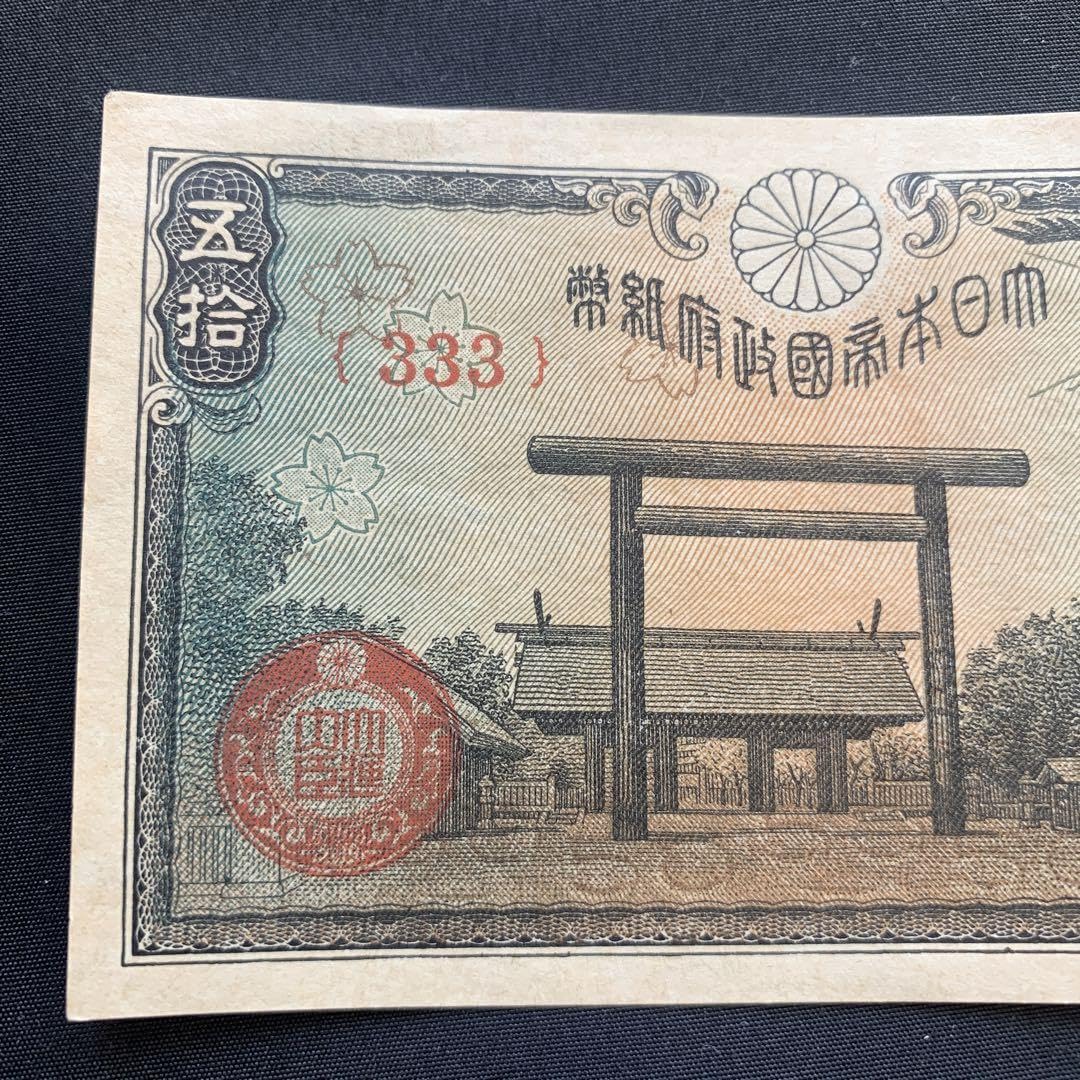 大日本帝國政府紙幣
五拾
{ 333 }